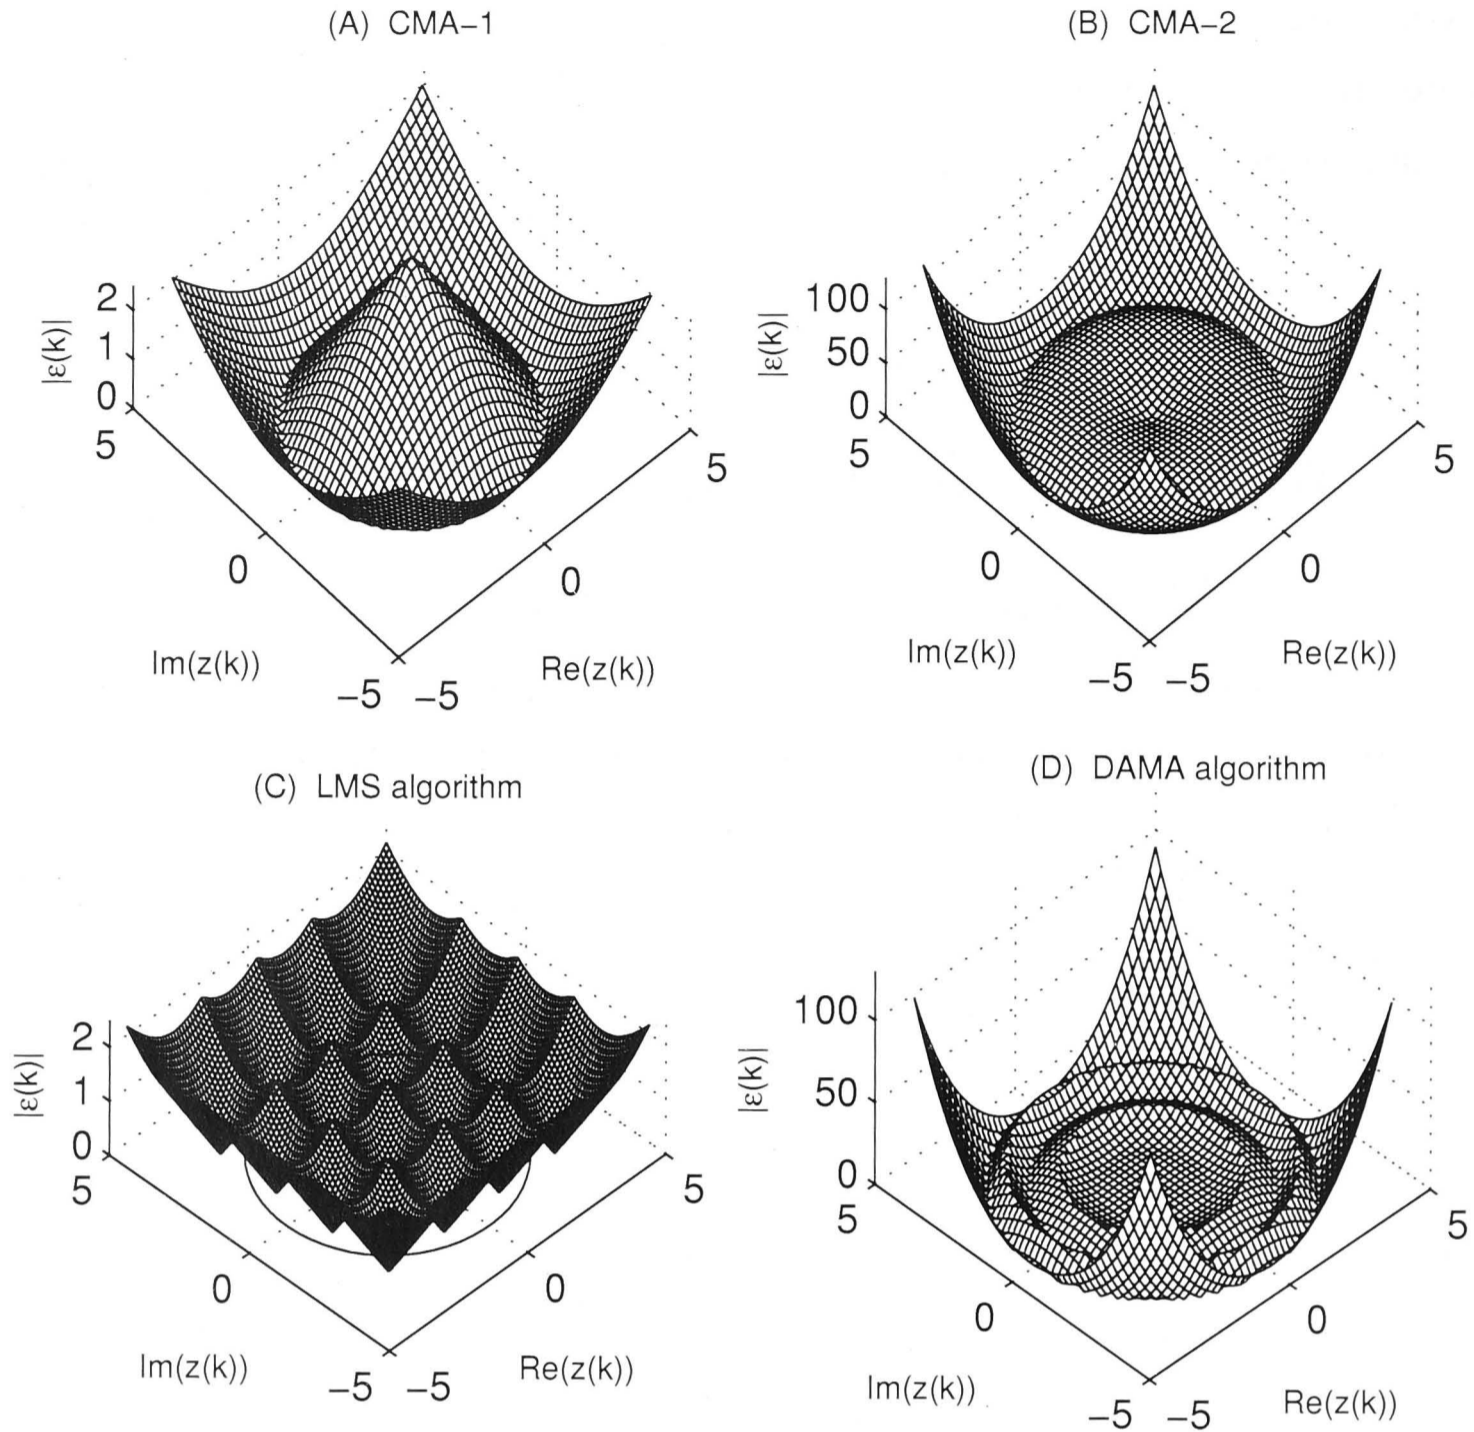 (A) CMA−1
2
1
0
|ε(k)|
5
0
−5
Im(z(k))
−5
0
5
Re(z(k))
(B) CMA−2
100
50
0
|ε(k)|
5
0
−5
Im(z(k))
−5
0
5
Re(z(k))
(C) LMS algorithm
2
1
0
|ε(k)|
5
0
−5
Im(z(k))
−5
0
5
Re(z(k))
(D) DAMA algorithm
100
50
0
|ε(k)|
5
0
−5
Im(z(k))
−5
0
5
Re(z(k))